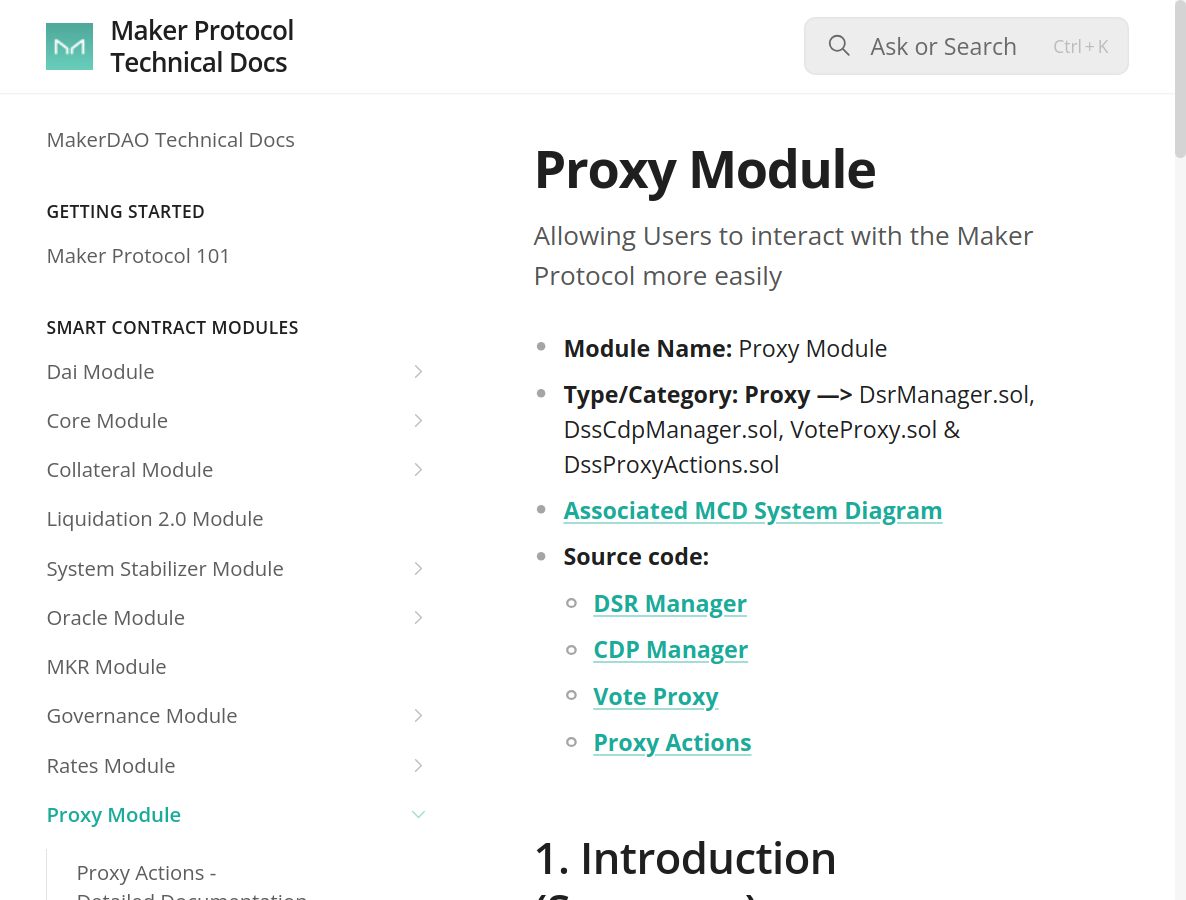 Maker Protocol
Technical Docs
Ask or Search
Ctrl + K
MakerDAO Technical Docs
GETTING STARTED
Maker Protocol 101
SMART CONTRACT MODULES
Dai Module
Core Module
Collateral Module
Liquidation 2.0 Module
System Stabilizer Module
Oracle Module
MKR Module
Governance Module
Rates Module
Proxy Module
Proxy Actions -
Detailed Documentation
Proxy Module
Allowing Users to interact with the Maker
Protocol more easily
Module Name: Proxy Module
Type/Category: Proxy —> DsrManager.sol,
DssCdpManager.sol, VoteProxy.sol &
DssProxyActions.sol
Associated MCD System Diagram
Source code:
DSR Manager
CDP Manager
Vote Proxy
Proxy Actions
1. Introduction